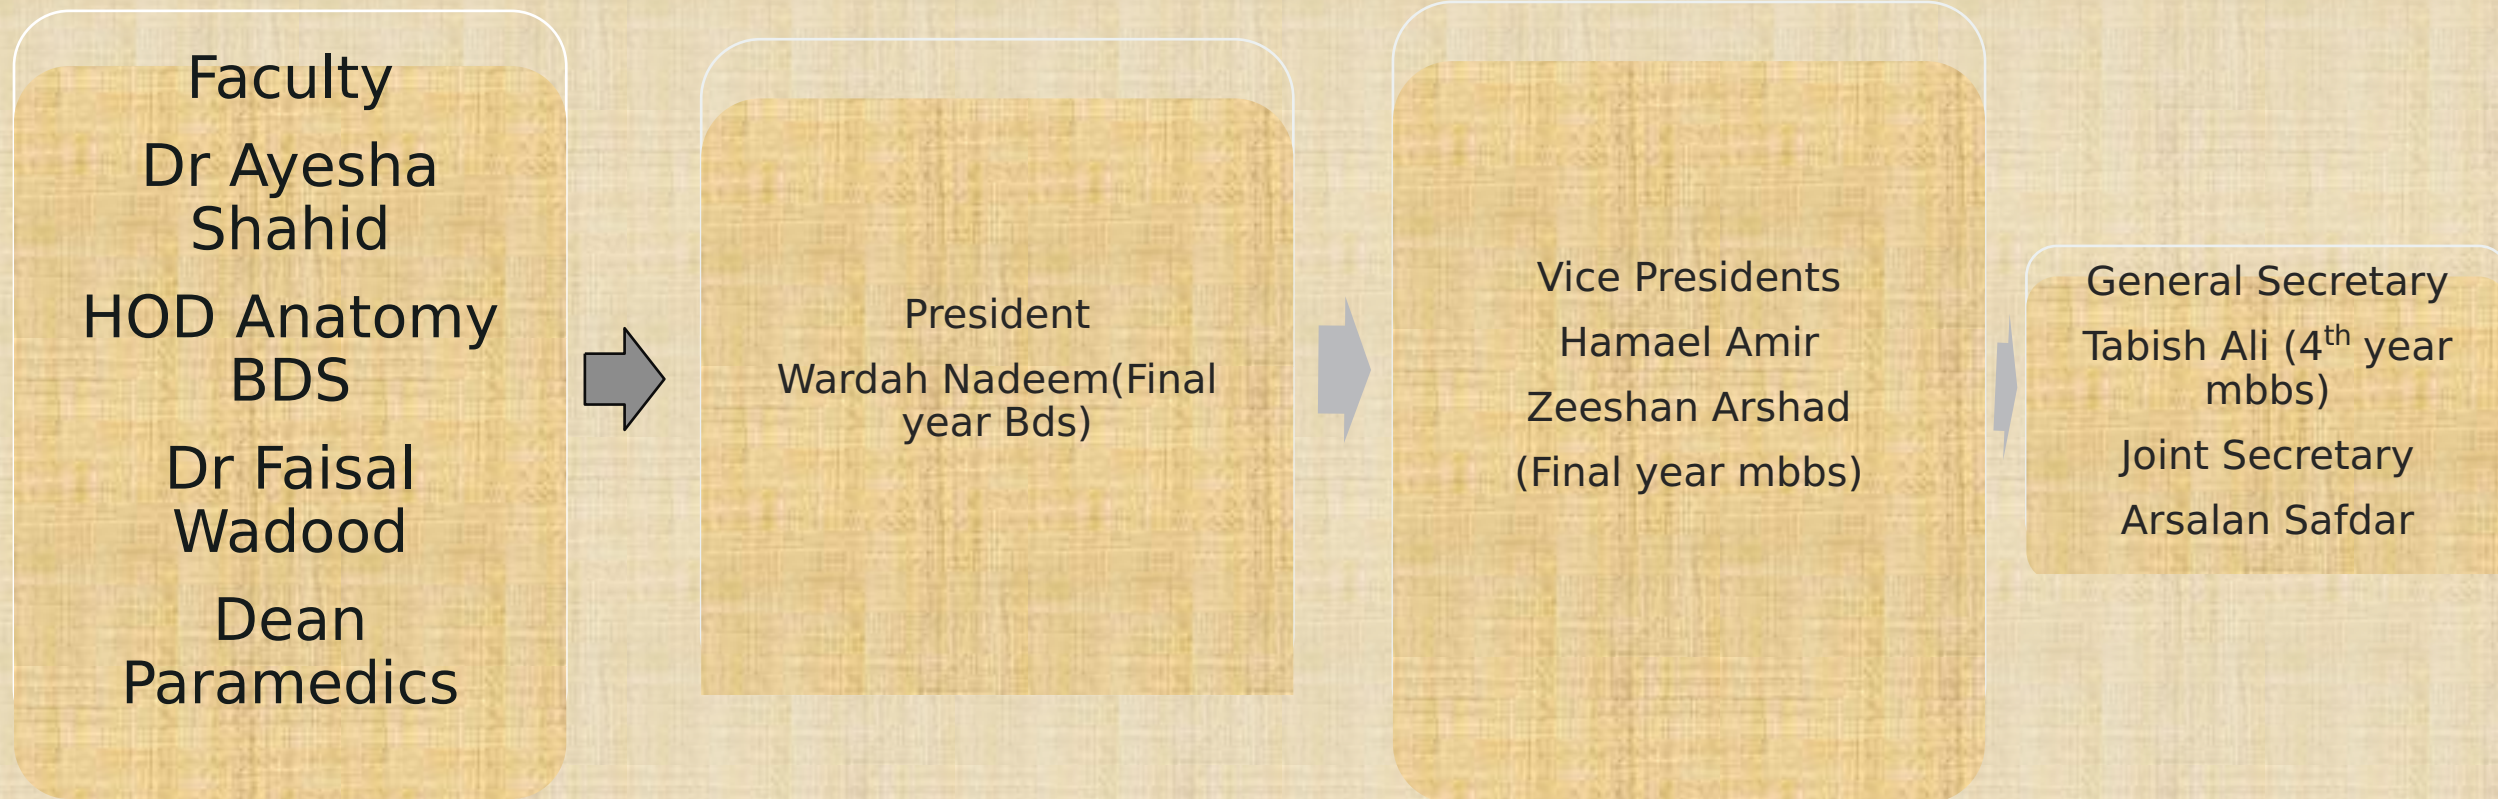 Faculty
Dr Ayesha
Shahid
HOD Anatomy
BDS
Dr Faisal
Wadood
Dean
Paramedics
President
Wardah Nadeem(Final
year Bds)
Vice Presidents
Hamael Amir
Zeeshan Arshad
(Final year mbbs)
General Secretary
Tabish Ali (4th year
mbbs)
Joint Secretary
Arsalan Safdar